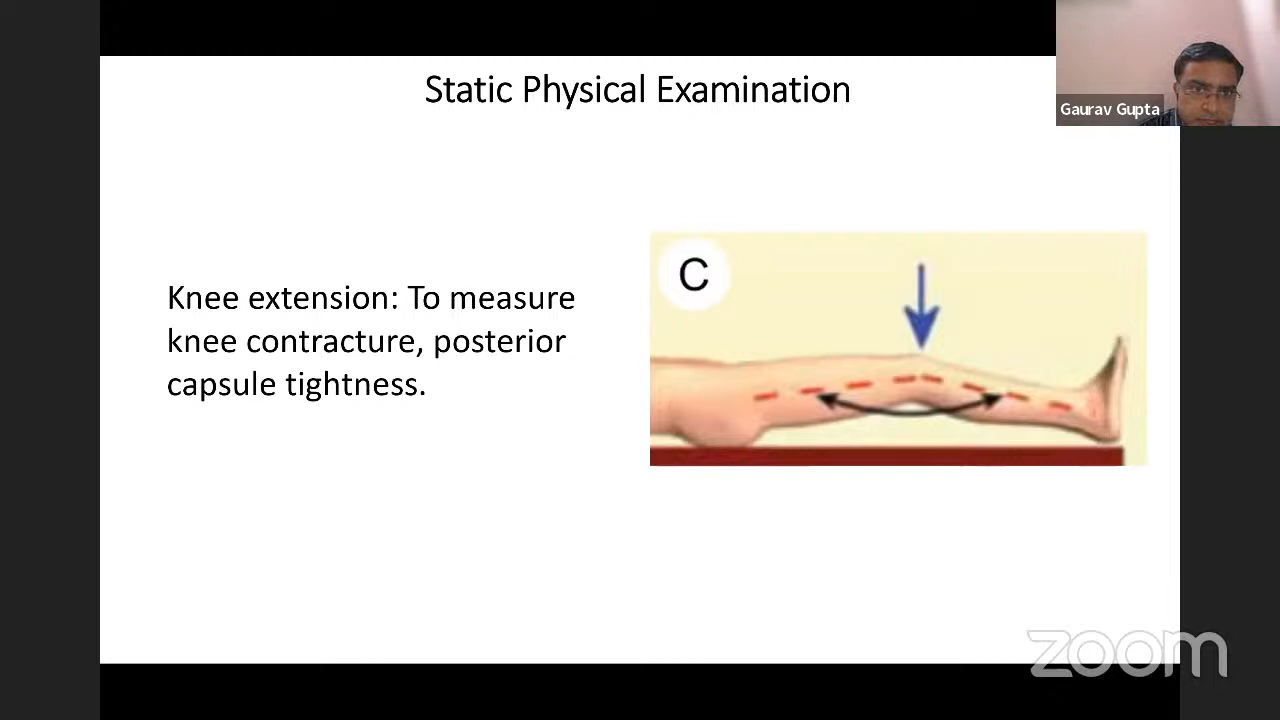 Static Physical Examination
Gaurav Gupta
Knee extension: To measure
knee contracture, posterior
capsule tightness.
C
zoom